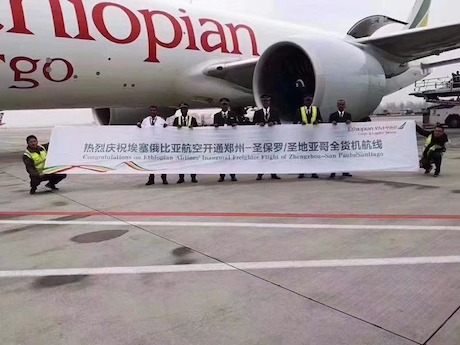 thiopian
rgo
Ethiopian
热烈庆祝埃塞俄比亚航空开通郑州-圣保罗/圣地亚哥全货机航线
Congratulations on Ethiopian Airlines' Inaugural Freighter Flight of Zhengzhou-San Paulo/Santiago